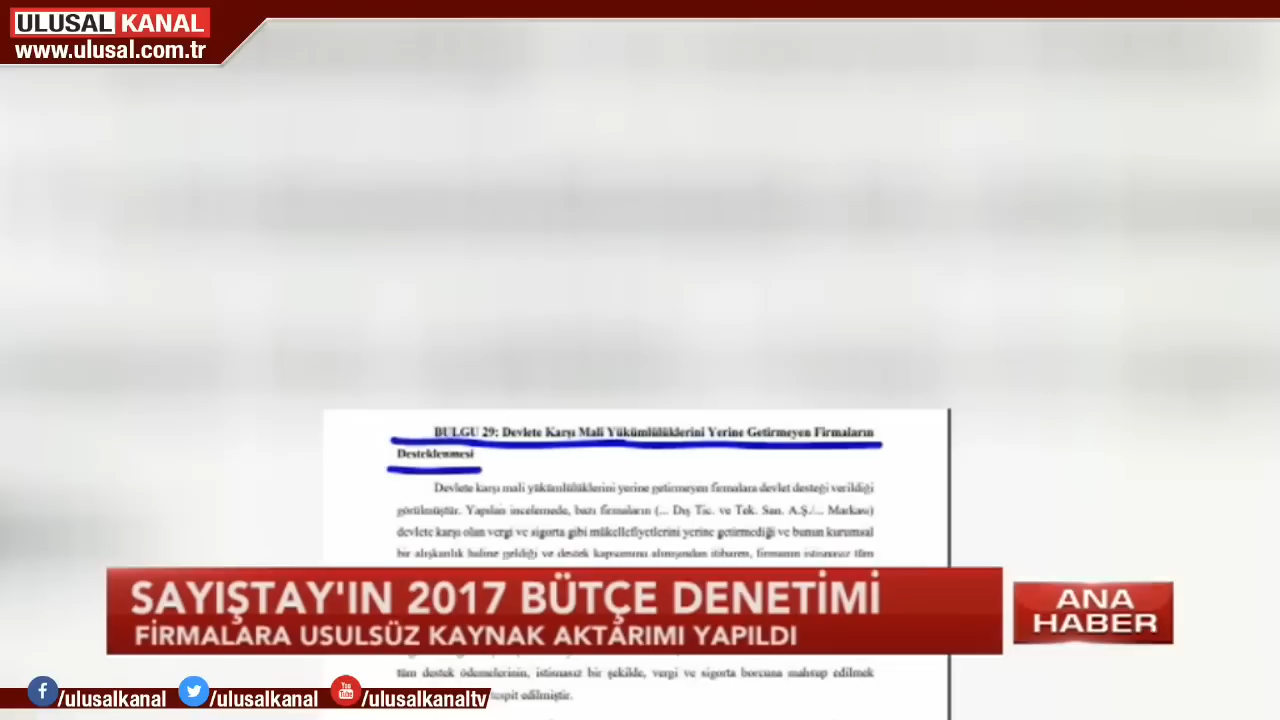 ULUSAL KANAL
www.ulusal.com.tr
BULGU 29: Devlete Karşı Mali Yükümlülüklerini Yerine Getirmeyen Firmaların
Desteklenmesi
Devlete karşı mali yükümlülüklerini yerine getirmeyen firmalara devlet desteği verildiği
görülmüştür. Yapılan incelemede, bazı firmaların (... Dış Tic. ve Tek. San. A.Ş./... Markası)
devlete karşı olan vergi ve sigorta gibi mükellefiyetlerini yerine getirmediği ve bunun kurumsal
bir alışkanlık haline geldiği ve destek kapsamına alınışından itibaren, firmanın istisnasız tüm
SAYIŞTAY'IN 2017 BÜTÇE DENETİMİ
FİRMALARA USULSÜZ KAYNAK AKTARIMI YAPILDI
ANA
HABER
tüm destek ödemelerinin, istisnasız bir şekilde, vergi ve sigorta borcuna mahsup edilmek
tespit edilmiştir.
/ulusalkanal /ulusalkanal /ulusalkanaltv